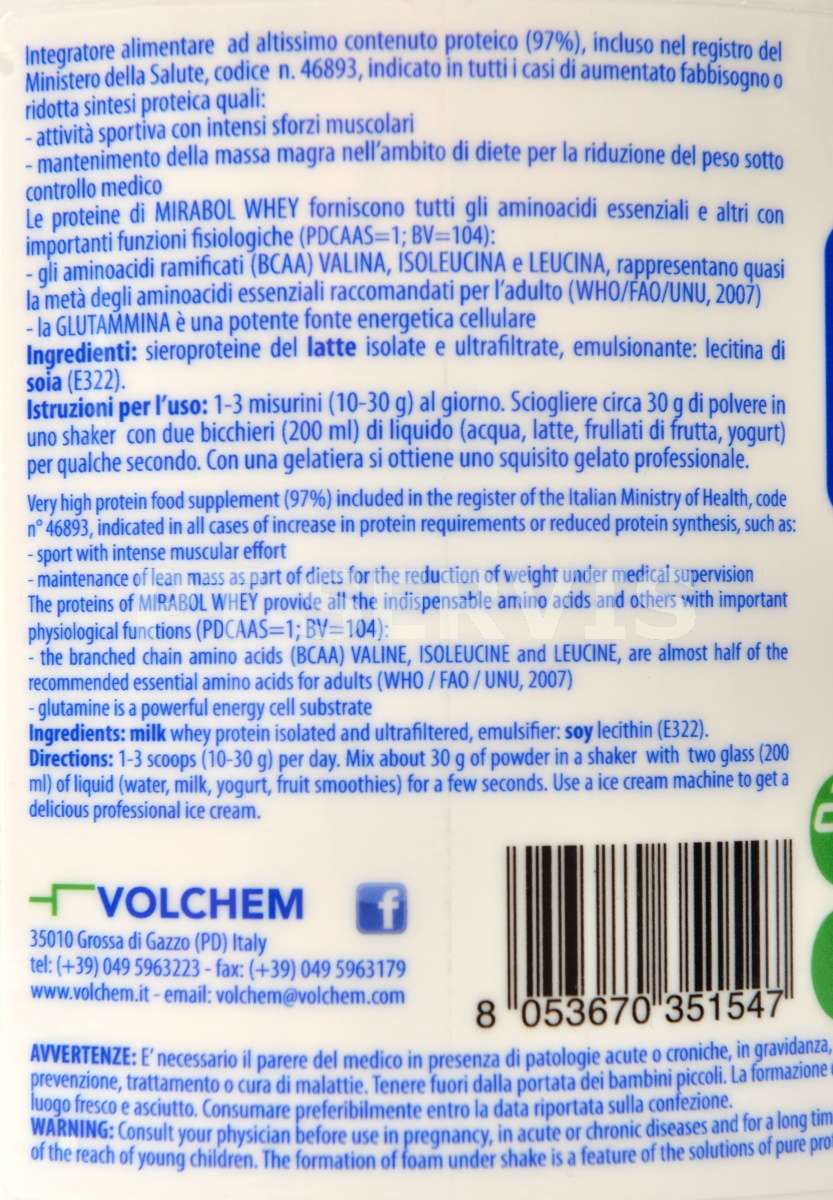 Integratore alimentare ad altissimo contenuto proteico (97%), incluso nel registro del
Ministero della Salute, codice n. 46893, indicato in tutti i casi di aumentato fabbisogno o
ridotta sintesi proteica quali:
- attività sportiva con intensi sforzi muscolari
- mantenimento della massa magra nell'ambito di diete per la riduzione del peso sotto
controllo medico
Le proteine di MIRABOL WHEY forniscono tutti gli aminoacidi essenziali e altri con
importanti funzioni fisiologiche (PDCAAS=1; BV=104):
- gli aminoacidi ramificati (BCAA) VALINA, ISOLEUCINA e LEUCINA, rappresentano quasi
la metà degli aminoacidi essenziali raccomandati per l'adulto (WHO/FAO/UNU, 2007)
- la GLUTAMMINA è una potente fonte energetica cellulare
Ingredienti: sieroproteine del latte isolate e ultrafiltrate, emulsionante: lecitina di
soia (E322).
Istruzioni per l'uso: 1-3 misurini (10-30 g) al giorno. Sciogliere circa 30 g di polvere in
uno shaker con due bicchieri (200 ml) di liquido (acqua, latte, frullati di frutta, yogurt)
per qualche secondo. Con una gelatiera si ottiene uno squisito gelato professionale.
Very high protein food supplement (97%) included in the register of the Italian Ministry of Health, code
n° 46893, indicated in all cases of increase in protein requirements or reduced protein synthesis, such as:
- sport with intense muscular effort
- maintenance of lean mass as part of diets for the reduction of weight under medical supervision
The proteins of MIRABOL WHEY provide all the indispensable amino acids and others with important
physiological functions (PDCAAS=1; BV=104):
- the branched chain amino acids (BCAA) VALINE, ISOLEUCINE and LEUCINE, are almost half of the
recommended essential amino acids for adults (WHO / FAO / UNU, 2007)
- glutamine is a powerful energy cell substrate
Ingredients: milk whey protein isolated and ultrafiltered, emulsifier: soy lecithin (E322).
Directions: 1-3 scoops (10-30 g) per day. Mix about 30 g of powder in a shaker with two glass (200
ml) of liquid (water, milk, yogurt, fruit smoothies) for a few seconds. Use a ice cream machine to get a
delicious professional ice cream.
VOLCHEM
f
35010 Grossa di Gazzo (PD) Italy
tel: (+39) 049 5963223 - fax: (+39) 049 5963179
www.volchem.it - email: volchem@volchem.com
8 053670 351547
AVVERTENZE: E' necessario il parere del medico in presenza di patologie acute o croniche, in gravidanza,
prevenzione, trattamento o cura di malattie. Tenere fuori dalla portata dei bambini piccoli. La formazione
luogo fresco e asciutto. Consumare preferibilmente entro la data riportata sulla confezione.
WARNING: Consult your physician before use in pregnancy, in acute or chronic diseases and for a long tim
of the reach of young children. The formation of foam under shake is a feature of the solutions of pure pro